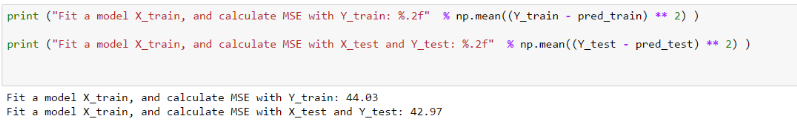 print ("Fit a model X_train, and calculate MSE with Y_train: %.2f"  % np.mean((Y_train - pred_train) ** 2) )
print ("Fit a model X_train, and calculate MSE with X_test and Y_test: %.2f"  % np.mean((Y_test - pred_test) ** 2) )
Fit a model X_train, and calculate MSE with Y_train: 44.03
Fit a model X_train, and calculate MSE with X_test and Y_test: 42.97